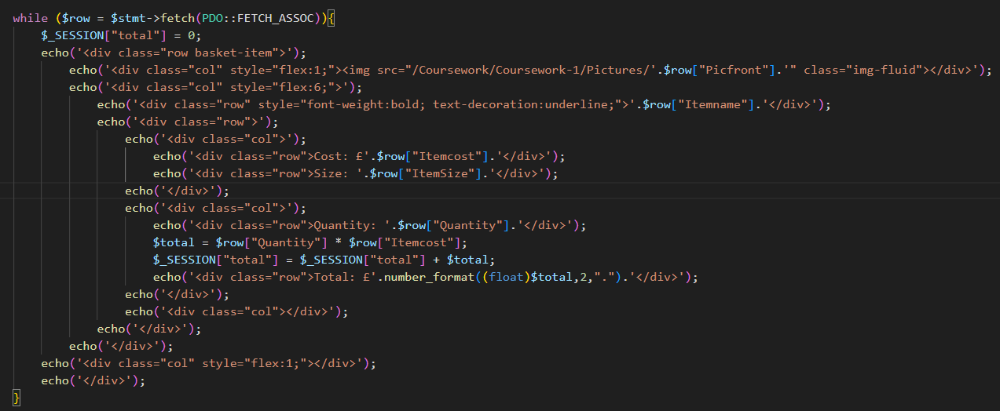 while ($row = $stmt->fetch(PDO::FETCH_ASSOC)){
    $_SESSION["total"] = 0;
    echo('<div class="row basket-item">');
        echo('<div class="col" style="flex:1;"><img src="/Coursework/Coursework-1/Pictures/'.$row["Picfront"].'" class="img-fluid"></div>');
        echo('<div class="col" style="flex:6;">');
            echo('<div class="row" style="font-weight:bold; text-decoration:underline;">'.$row["Itemname"].'</div>');
            echo('<div class="row">');
                echo('<div class="col">');
                    echo('<div class="row">Cost: £'.$row["Itemcost"].'</div>');
                    echo('<div class="row">Size: '.$row["ItemSize"].'</div>');
                echo('</div>');
                echo('<div class="col">');
                    echo('<div class="row">Quantity: '.$row["Quantity"].'</div>');
                    $total = $row["Quantity"] * $row["Itemcost"];
                    $_SESSION["total"] = $_SESSION["total"] + $total;
                    echo('<div class="row">Total: £'.number_format((float)$total,2,".").'</div>');
                echo('</div>');
                echo('<div class="col"></div>');
            echo('</div>');
        echo('</div>');
    echo('<div class="col" style="flex:1;"></div>');
    echo('</div>');
}